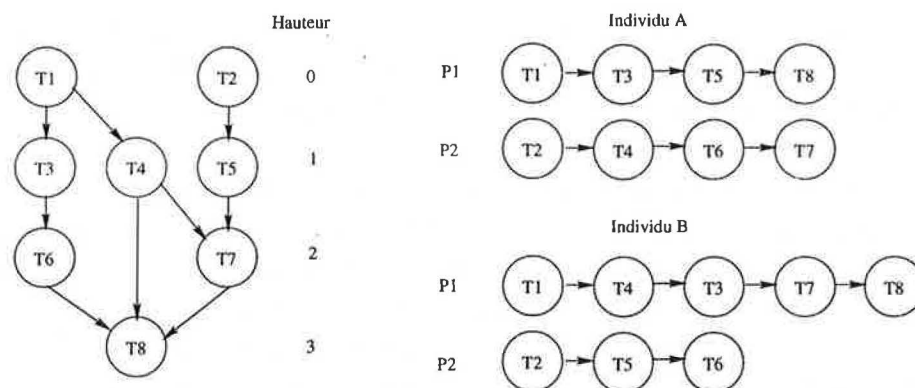 Hauteur
T1 T2 0
T3 T4 T5 1
T6 T7 2
T8 3
Individu A
P1 T1 T3 T5 T8
P2 T2 T4 T6 T7
Individu B
P1 T1 T4 T3 T7 T8
P2 T2 T5 T6